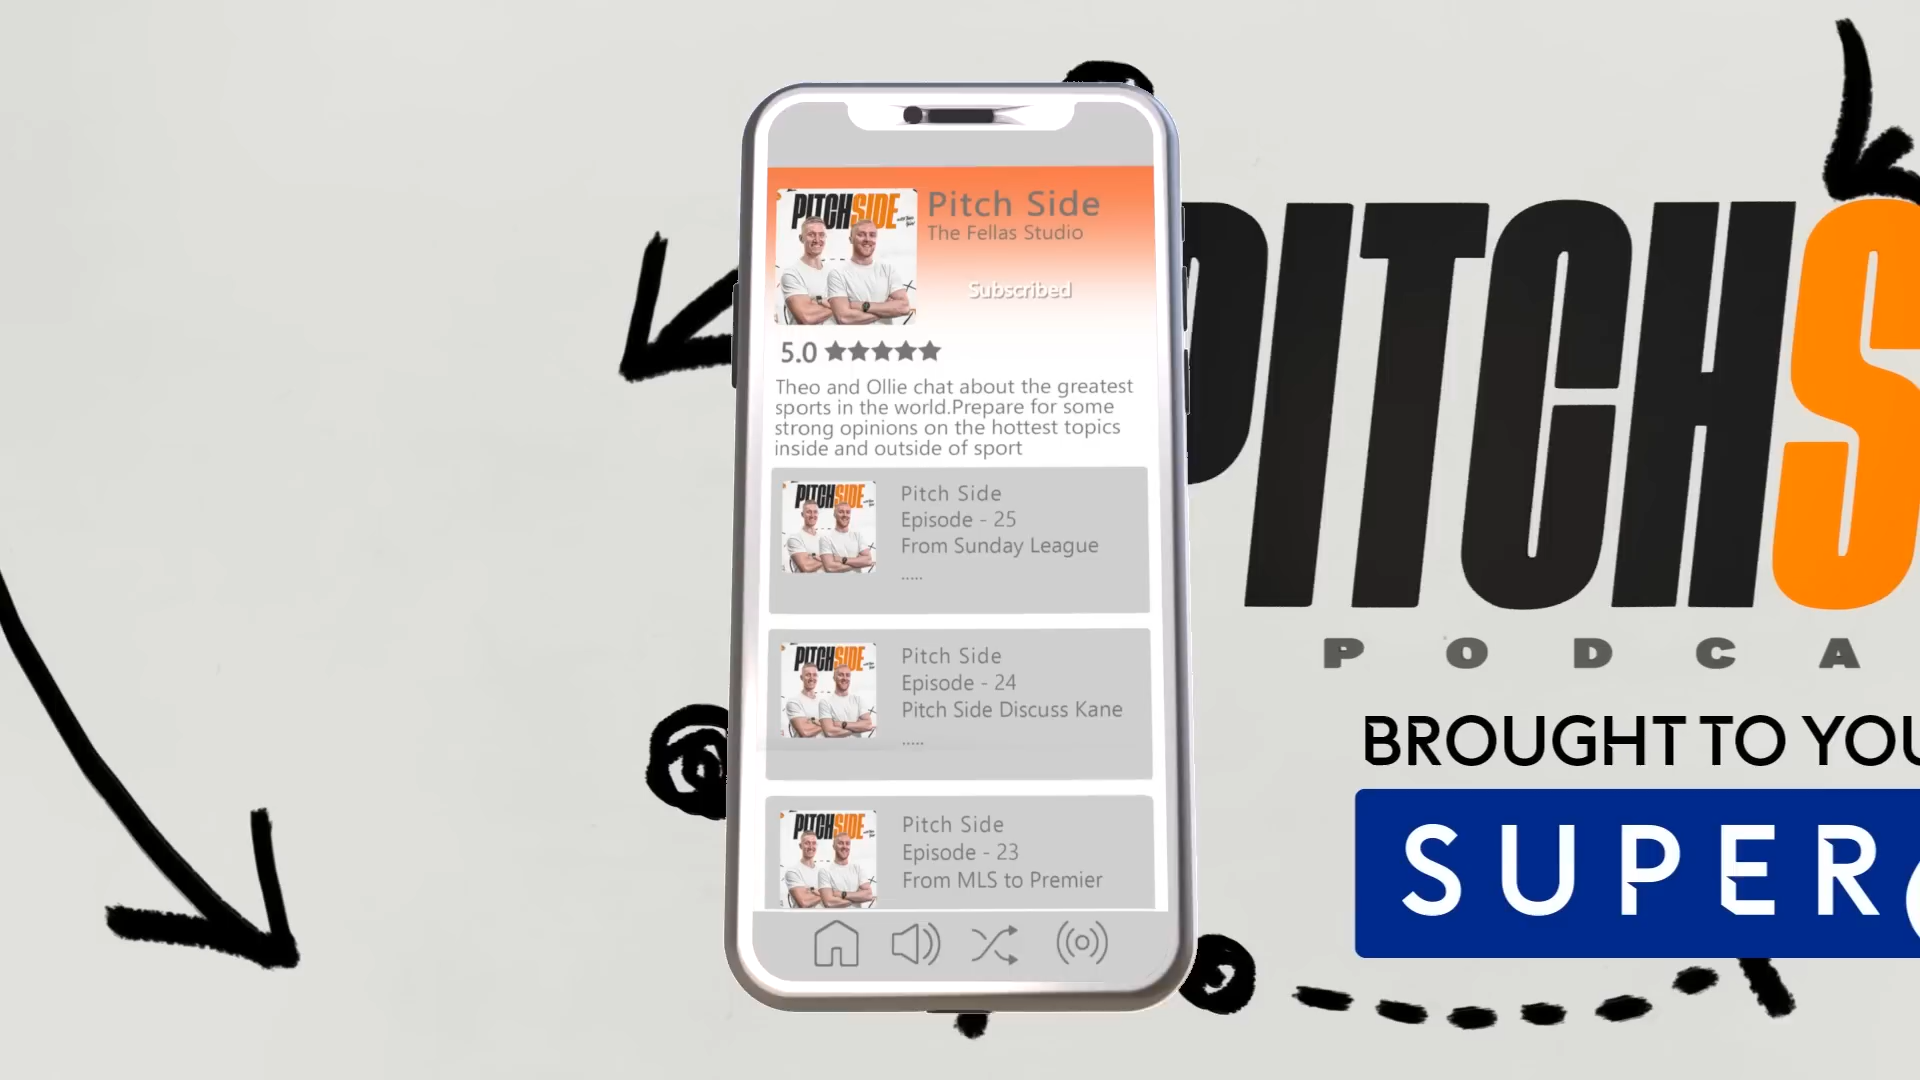 PITCHSIDE
Pitch Side
The Fellas Studio
Subscribed
5.0
Theo and Ollie chat about the greatest
sports in the world.Prepare for some
strong opinions on the hottest topics
inside and outside of sport
PITCHSIDE
Pitch Side
Episode - 25
From Sunday League
.....
PITCHSIDE
Pitch Side
Episode - 24
Pitch Side Discuss Kane
.....
PITCHSIDE
Pitch Side
Episode - 23
From MLS to Premier
PITCHS
PODCA
BROUGHT TO YOU
SUPER